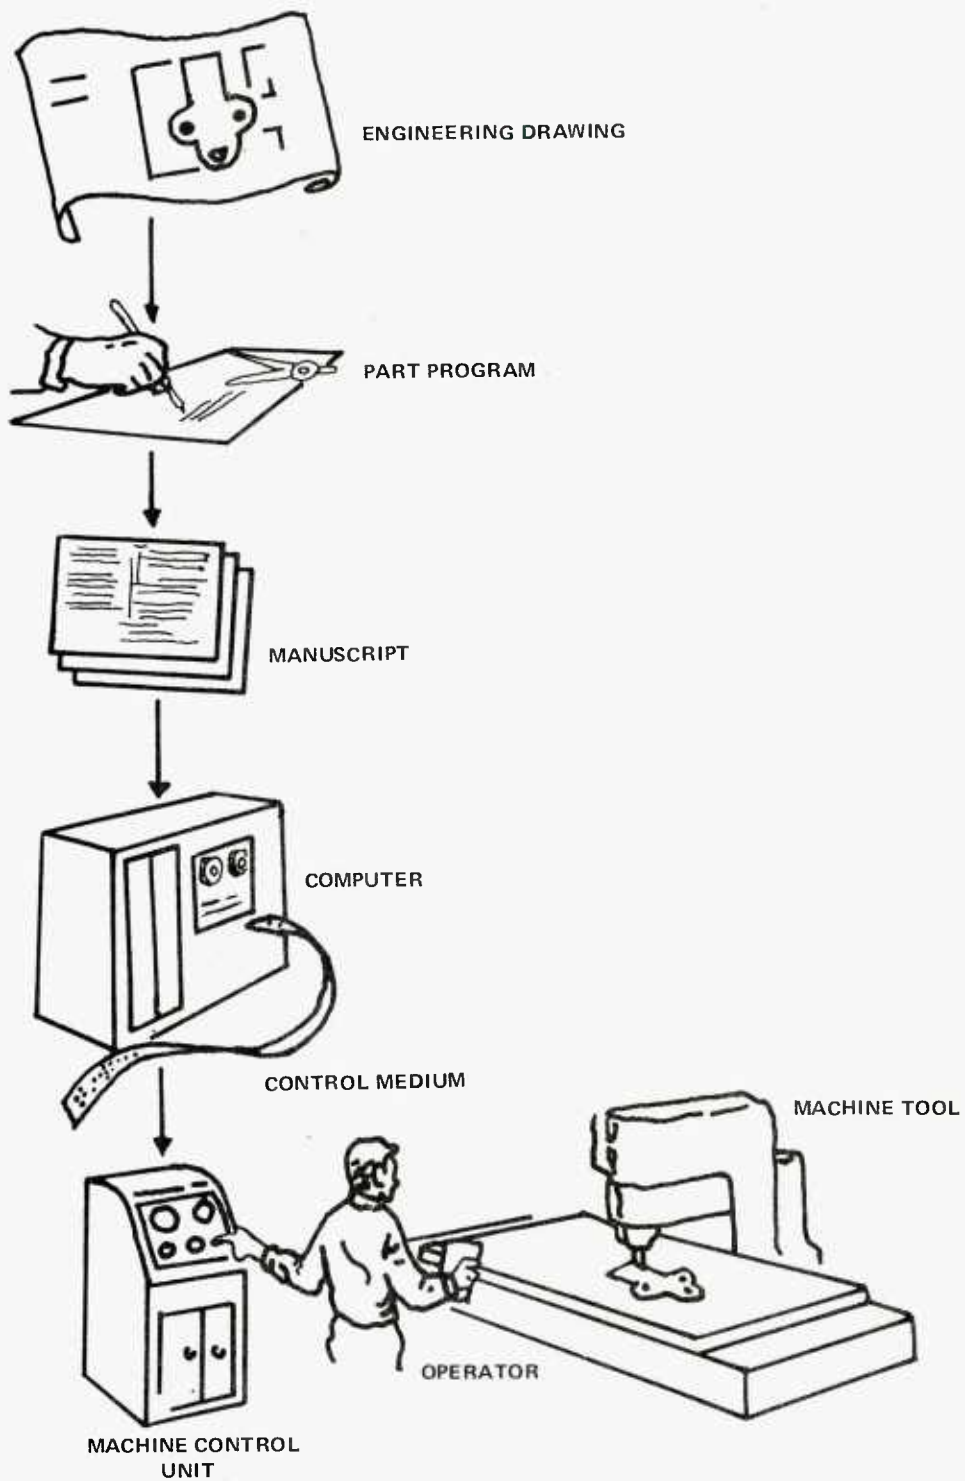 ENGINEERING DRAWING
PART PROGRAM
MANUSCRIPT
COMPUTER
CONTROL MEDIUM
MACHINE TOOL
OPERATOR
MACHINE CONTROL
UNIT